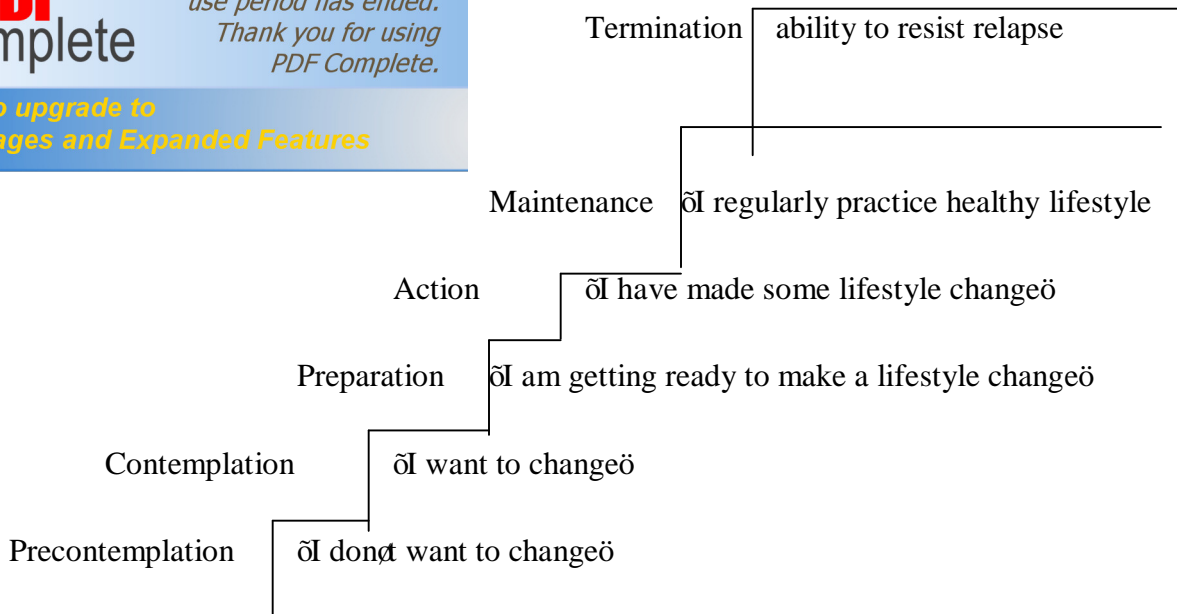 use period has ended.
Thank you for using
PDF Complete.
upgrade to
and Expanded Features
Termination ability to resist relapse
Maintenance õI regularly practice healthy lifestyle
Action õI have made some lifestyle changeö
Preparation õI am getting ready to make a lifestyle changeö
Contemplation õI want to changeö
Precontemplation õI donøt want to changeö